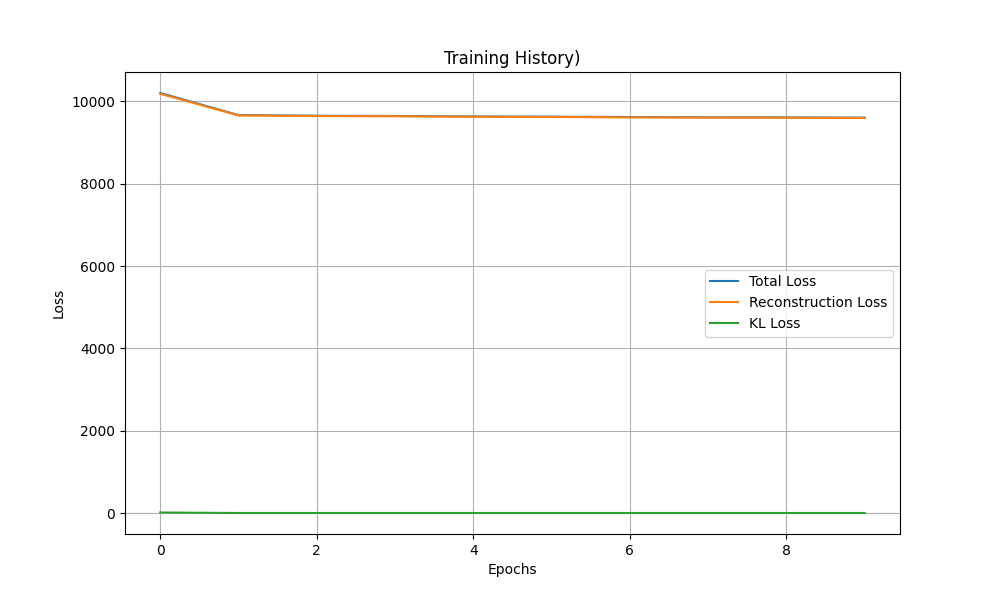 Training History)
10000
8000
6000
4000
2000
0
Loss
Total Loss
Reconstruction Loss
KL Loss
0 2 4 6 8
Epochs